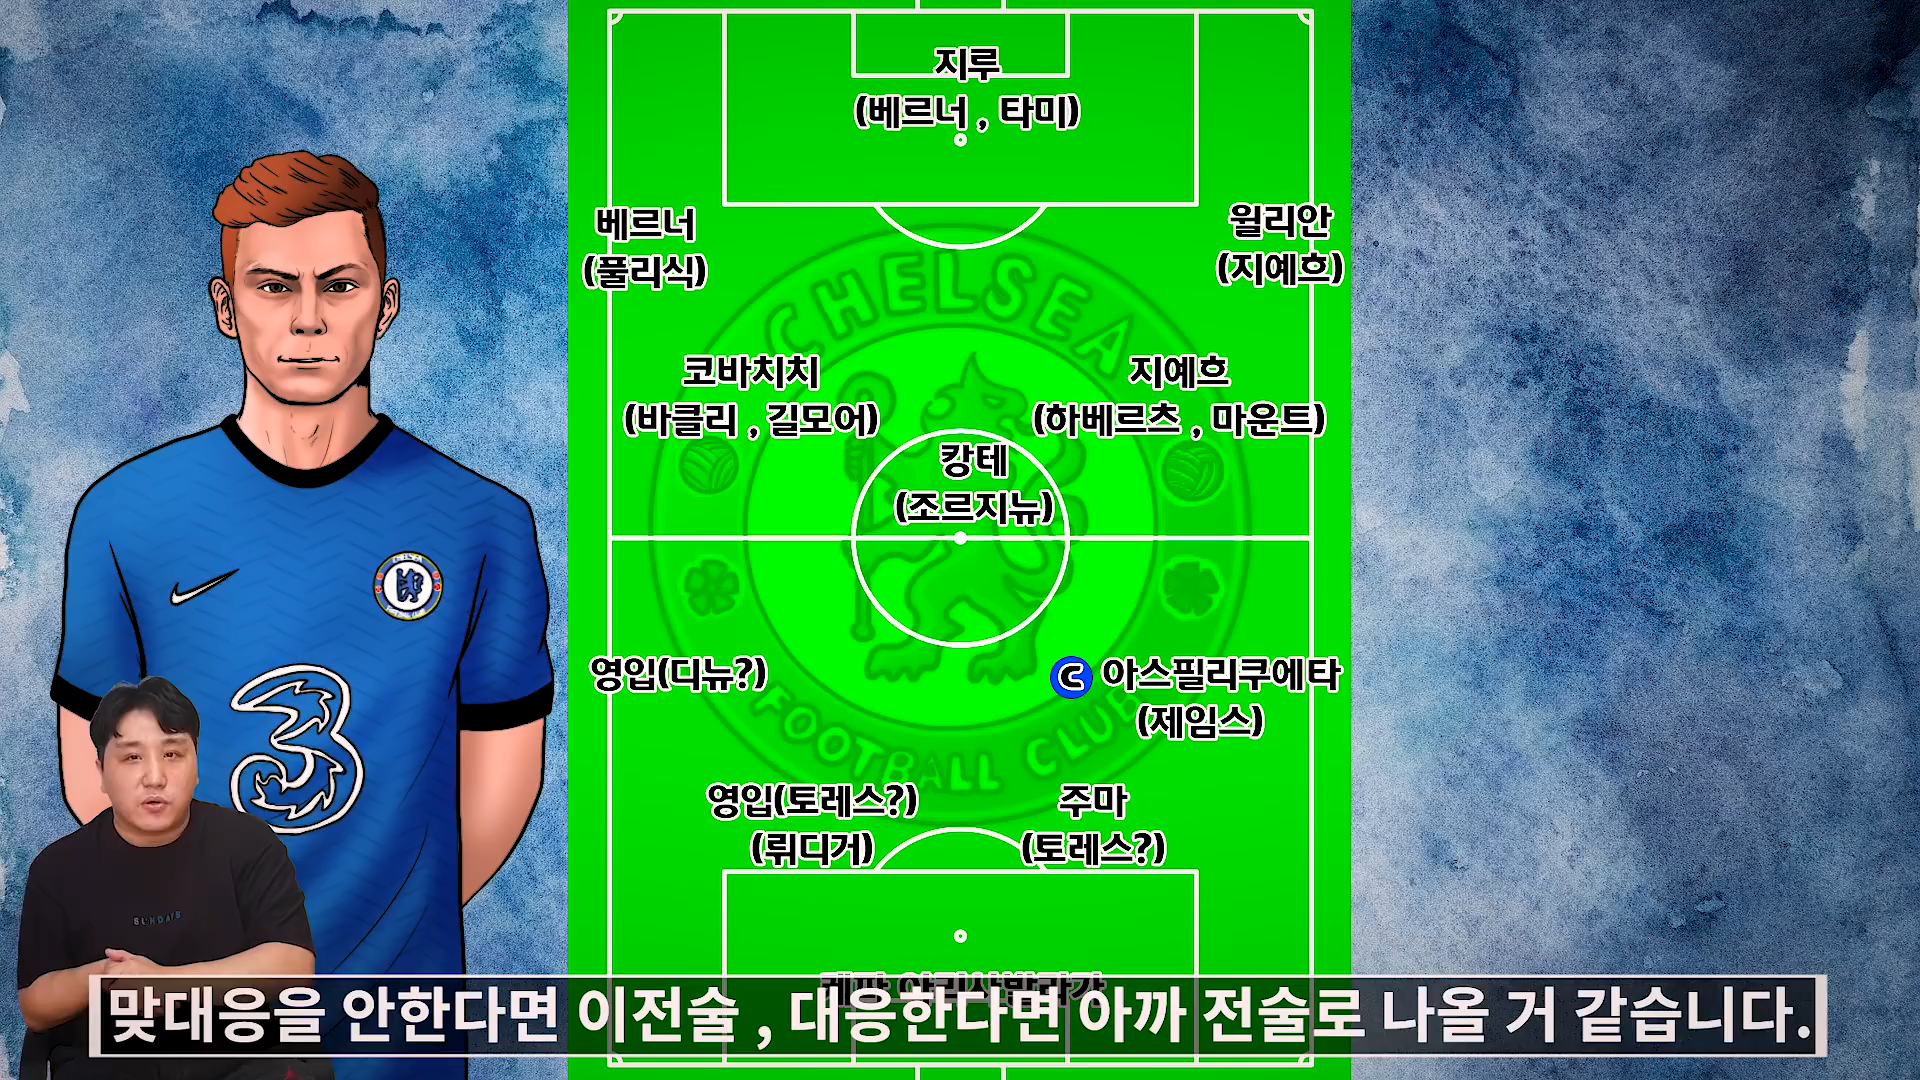 지루
(베르너 , 타미)
베르너
(풀리식)
윌리안
(지예흐)
CHELSEA
코바치치
(바클리 , 길모어)
지예흐
(하베르츠 , 마운트)
캉테
(조르지뉴)
영입(디뉴?)
C 아스필리쿠에타
(제임스)
FOOTBALL CLUB
영입(토레스?)
(뤼디거)
주마
(토레스?)
3
SUNDAYS
맞대응을 안한다면 이전술 , 대응한다면 아까 전술로 나올 거 같습니다.